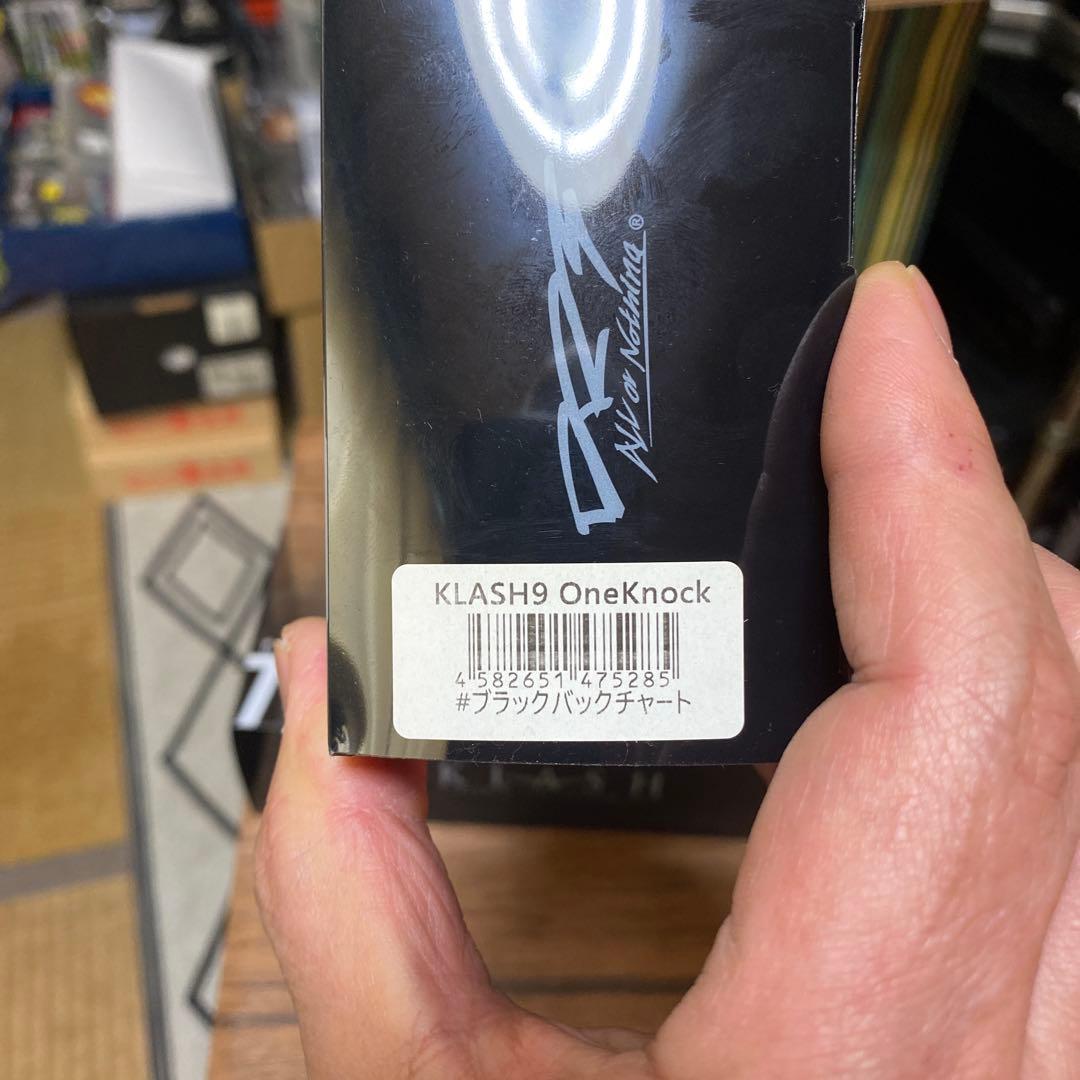 All or Nothing®
KLASH9 OneKnock
4 582651 475285
#ブラックバックチャート
KLASH